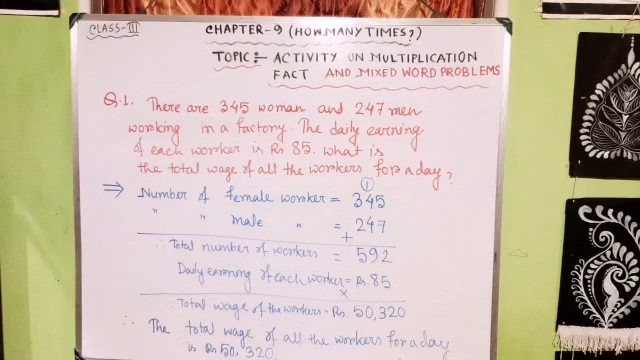 CLASS-III
CHAPTER-9 (HOW MANY TIMES?)
TOPIC:- ACTIVITY ON MULTIPLICATION
FACT AND MIXED WORD PROBLEMS
Q.1. There are 345 woman and 247 men
working in a factory. The daily earning
of each worker is Rs 85. What is
the total wage of all the workers for a day?
⇒ Number of female worker = 345
1
" " male " = 247
+
∴ Total number of workers = 592
Daily earning of each worker = Rs. 85
×
∴ Total wage of the workers = Rs. 50,320
∴ The total wage of all the workers for a day
is Rs 50, 320.